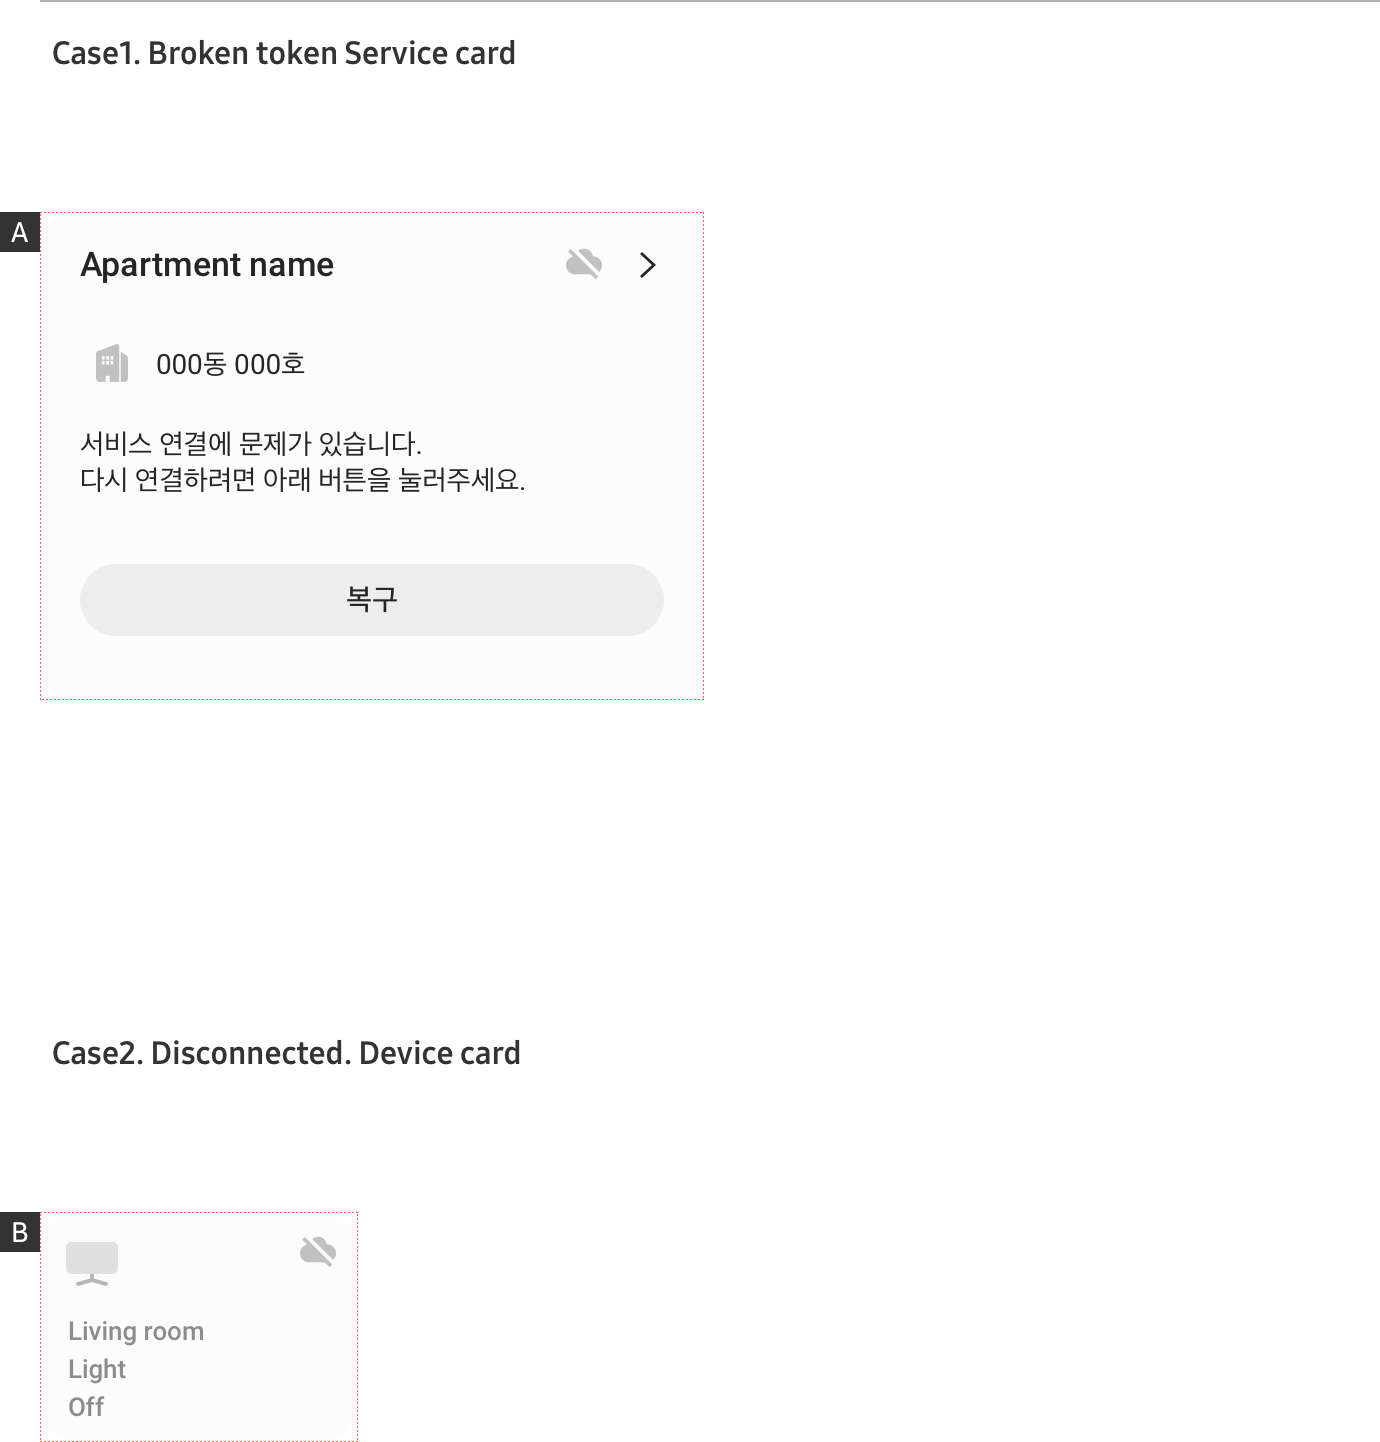 Case1. Broken token Service card
A
Apartment name
000동 000호
서비스 연결에 문제가 있습니다.
다시 연결하려면 아래 버튼을 눌러주세요.
복구
Case2. Disconnected. Device card
B
Living room
Light
Off